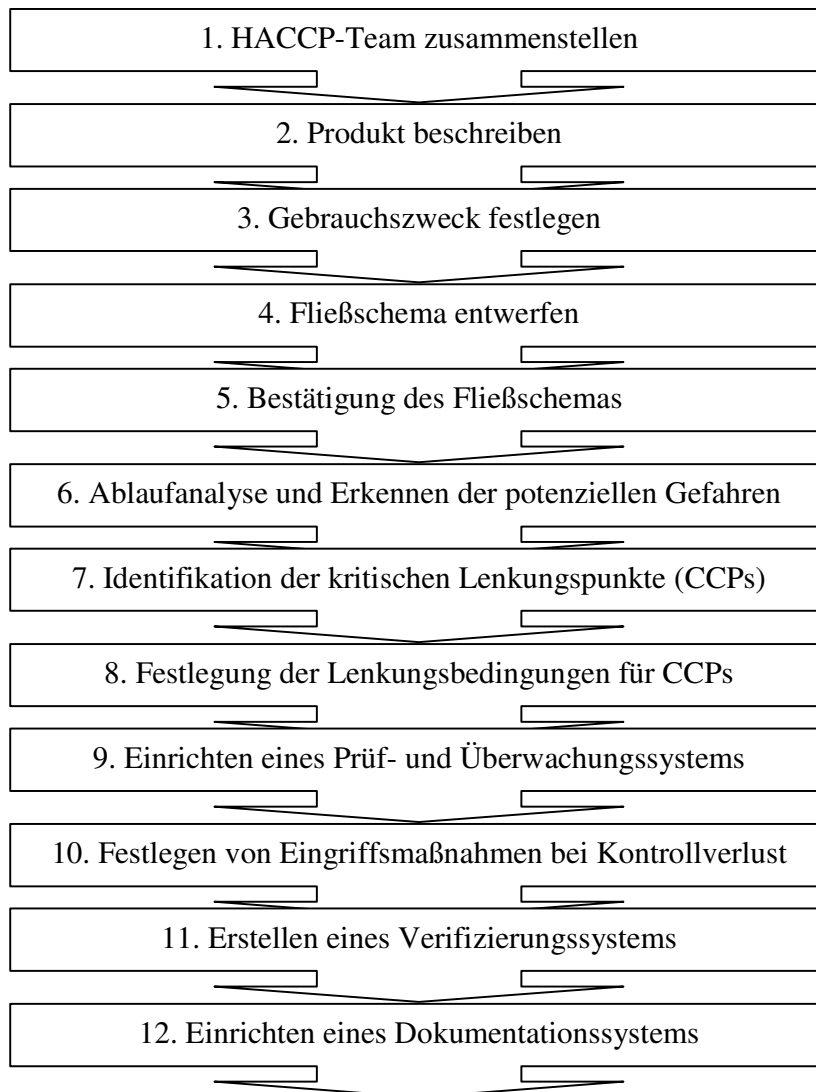 1. HACCP-Team zusammenstellen
2. Produkt beschreiben
3. Gebrauchszweck festlegen
4. Fließschema entwerfen
5. Bestätigung des Fließschemas
6. Ablaufanalyse und Erkennen der potenziellen Gefahren
7. Identifikation der kritischen Lenkungspunkte (CCPs)
8. Festlegung der Lenkungsbedingungen für CCPs
9. Einrichten eines Prüf- und Überwachungssystems
10. Festlegen von Eingriffsmaßnahmen bei Kontrollverlust
11. Erstellen eines Verifizierungssystems
12. Einrichten eines Dokumentationssystems